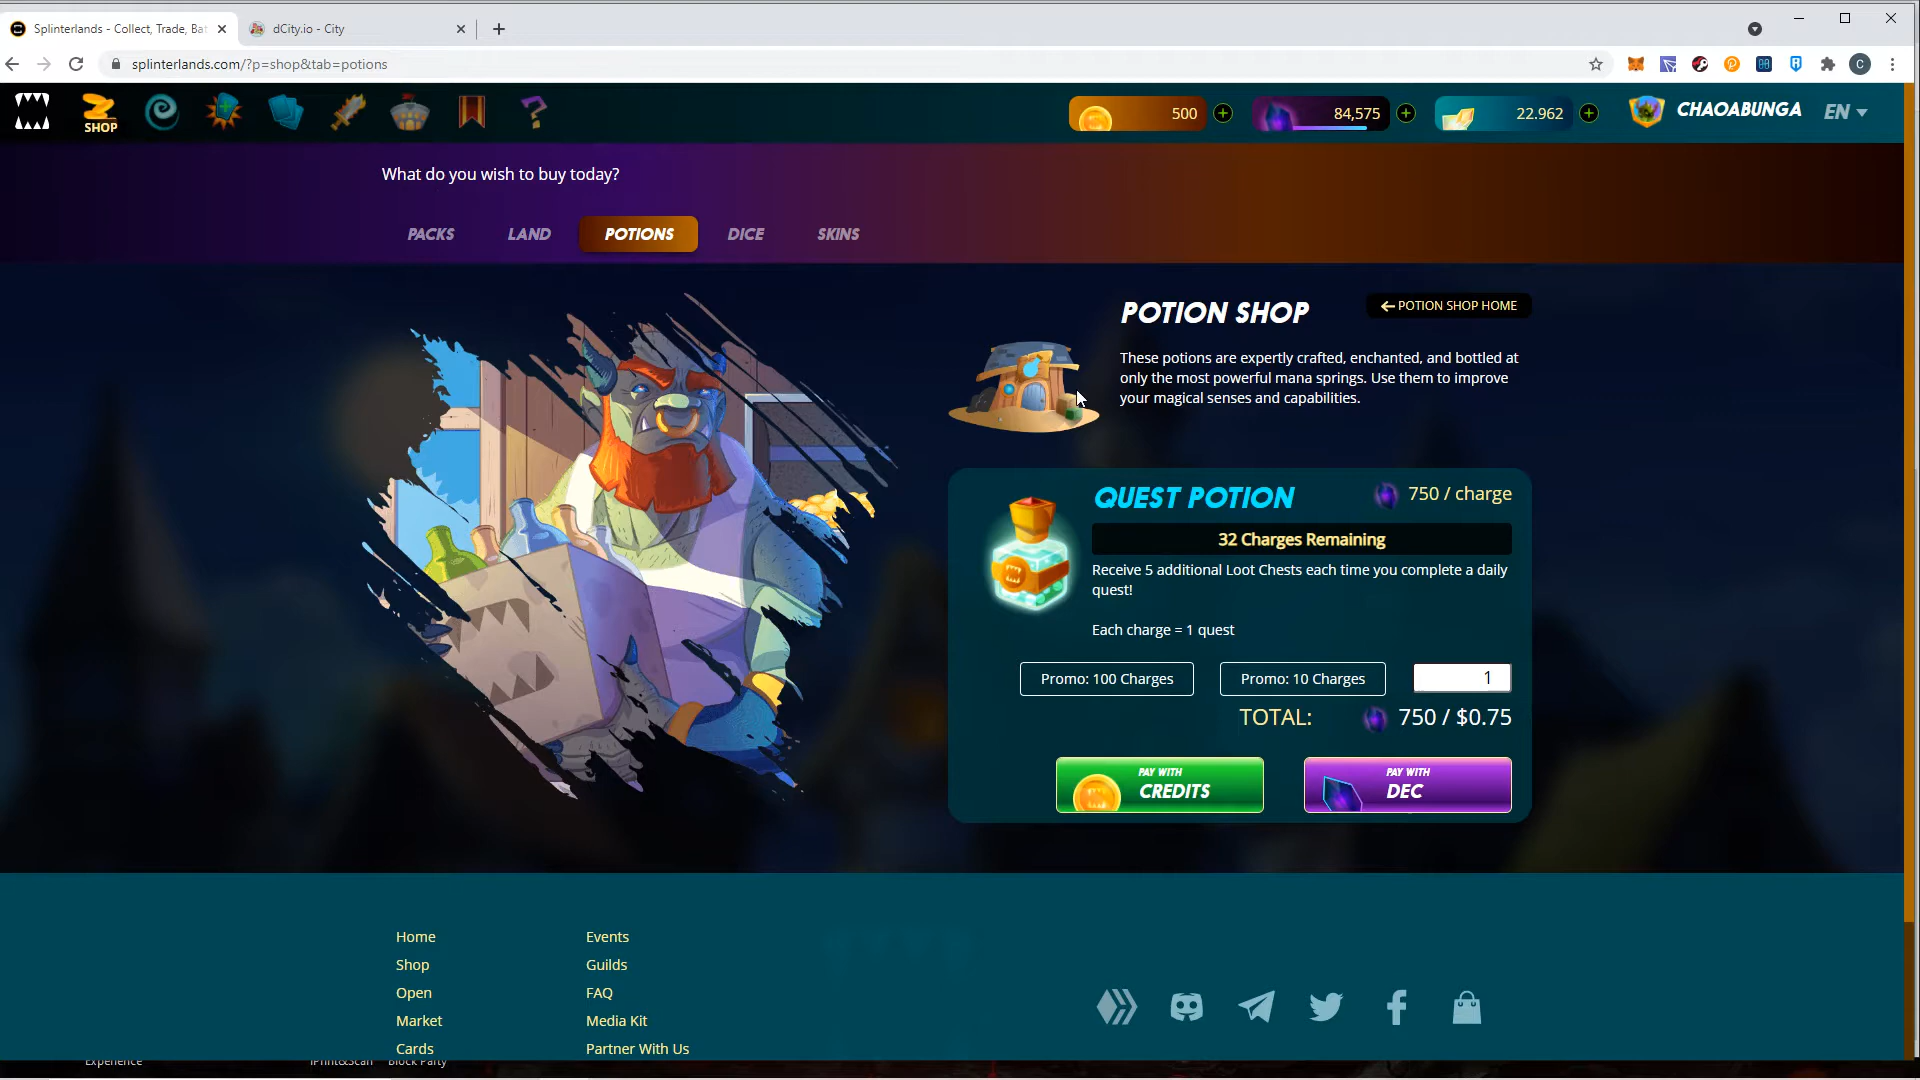 Splinterlands - Collect, Trade, Bat
dCity.io - City
splinterlands.com/?p=shop&tab=potions
C
SHOP
500
84,575
22.962
CHAOABUNGA
EN
What do you wish to buy today?
PACKS
LAND
POTIONS
DICE
SKINS
POTION SHOP
POTION SHOP HOME
These potions are expertly crafted, enchanted, and bottled at
only the most powerful mana springs. Use them to improve
your magical senses and capabilities.
QUEST POTION
750 / charge
32 Charges Remaining
Receive 5 additional Loot Chests each time you complete a daily
quest!
Each charge = 1 quest
Promo: 100 Charges
Promo: 10 Charges
1
TOTAL:
750 / $0.75
PAY WITH
CREDITS
PAY WITH
DEC
Home
Shop
Open
Market
Cards
Events
Guilds
FAQ
Media Kit
Partner With Us
Experience
iPrint&Scan
Block Party